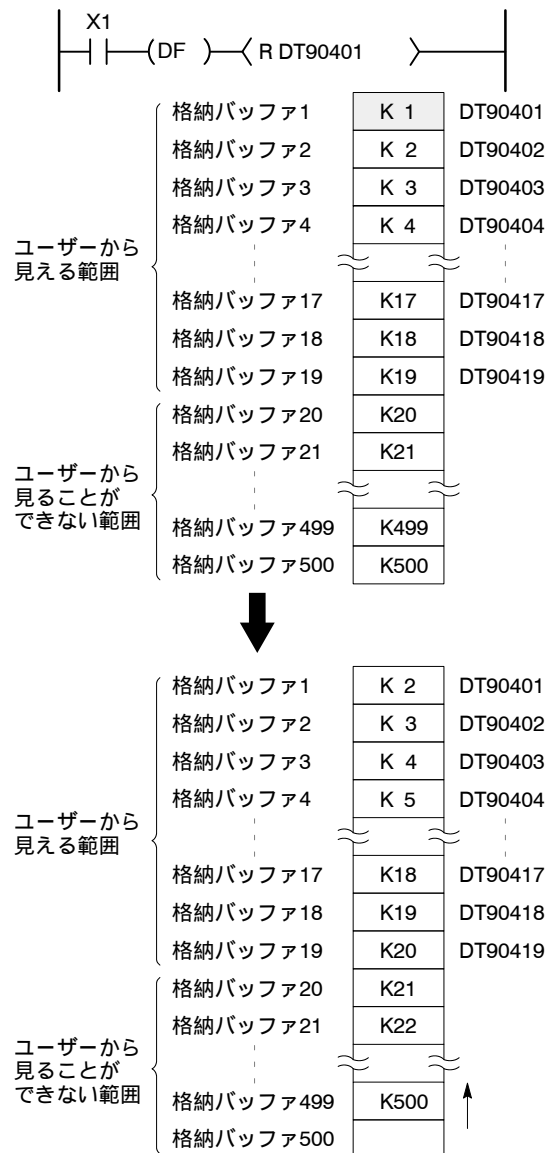 X1
(DF) R DT90401
格納バッファ1 K 1 DT90401
格納バッファ2 K 2 DT90402
格納バッファ3 K 3 DT90403
格納バッファ4 K 4 DT90404
ユーザーから
見える範囲
格納バッファ17 K17 DT90417
格納バッファ18 K18 DT90418
格納バッファ19 K19 DT90419
格納バッファ20 K20
格納バッファ21 K21
ユーザーから
見ることが
できない範囲
格納バッファ499 K499
格納バッファ500 K500
格納バッファ1 K 2 DT90401
格納バッファ2 K 3 DT90402
格納バッファ3 K 4 DT90403
格納バッファ4 K 5 DT90404
ユーザーから
見える範囲
格納バッファ17 K18 DT90417
格納バッファ18 K19 DT90418
格納バッファ19 K20 DT90419
格納バッファ20 K21
格納バッファ21 K22
ユーザーから
見ることが
できない範囲
格納バッファ499 K500
格納バッファ500